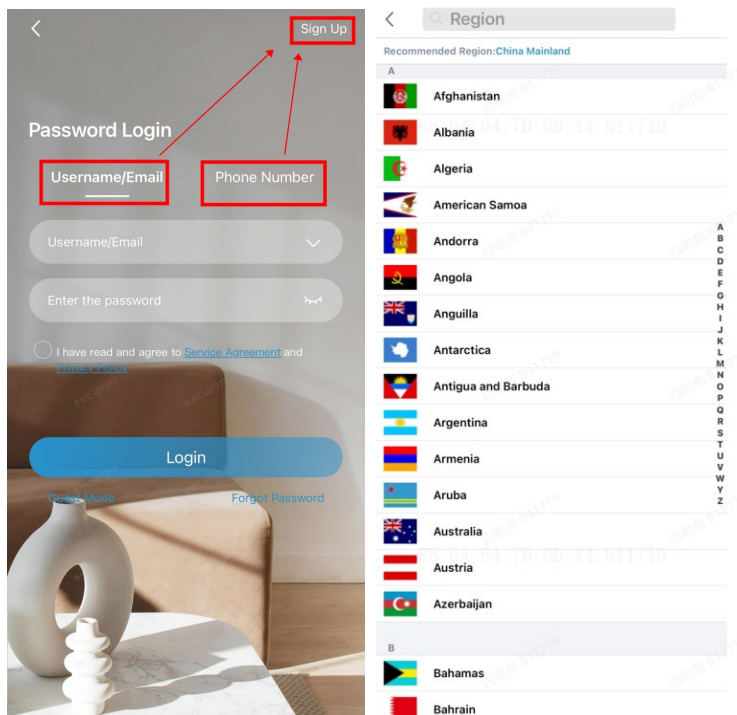 Sign Up
Password Login
Username/Email
Phone Number
Username/Email
Enter the password
I have read and agree to Service Agreement and
Privacy Policy
Login
Guest Mode
Forgot Password
Region
Recommended Region:China Mainland
A
Afghanistan
Albania
Algeria
American Samoa
Andorra
Angola
Anguilla
Antarctica
Antigua and Barbuda
Argentina
Armenia
Aruba
Australia
Austria
Azerbaijan
B
Bahamas
Bahrain
A
B
C
D
E
F
G
H
I
J
K
L
M
N
O
P
Q
R
S
T
U
V
W
Y
Z